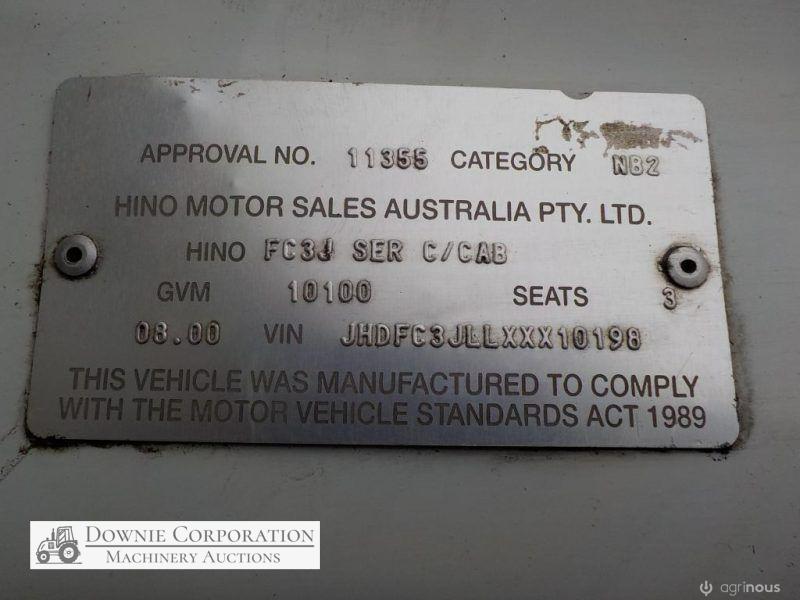 APPROVAL NO. 11355 CATEGORY NB2
HINO MOTOR SALES AUSTRALIA PTY. LTD.
HINO FC3J SER C/CAB
GVM 10100 SEATS 3
08.00 VIN JHDFC3JLLXXX10198
THIS VEHICLE WAS MANUFACTURED TO COMPLY
WITH THE MOTOR VEHICLE STANDARDS ACT 1989
DOWNIE CORPORATION
MACHINERY AUCTIONS
agrinous